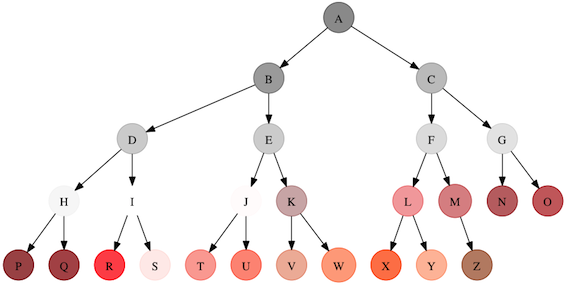 A
B C
D E F G
H I J K L M N O
P Q R S T U V W X Y Z